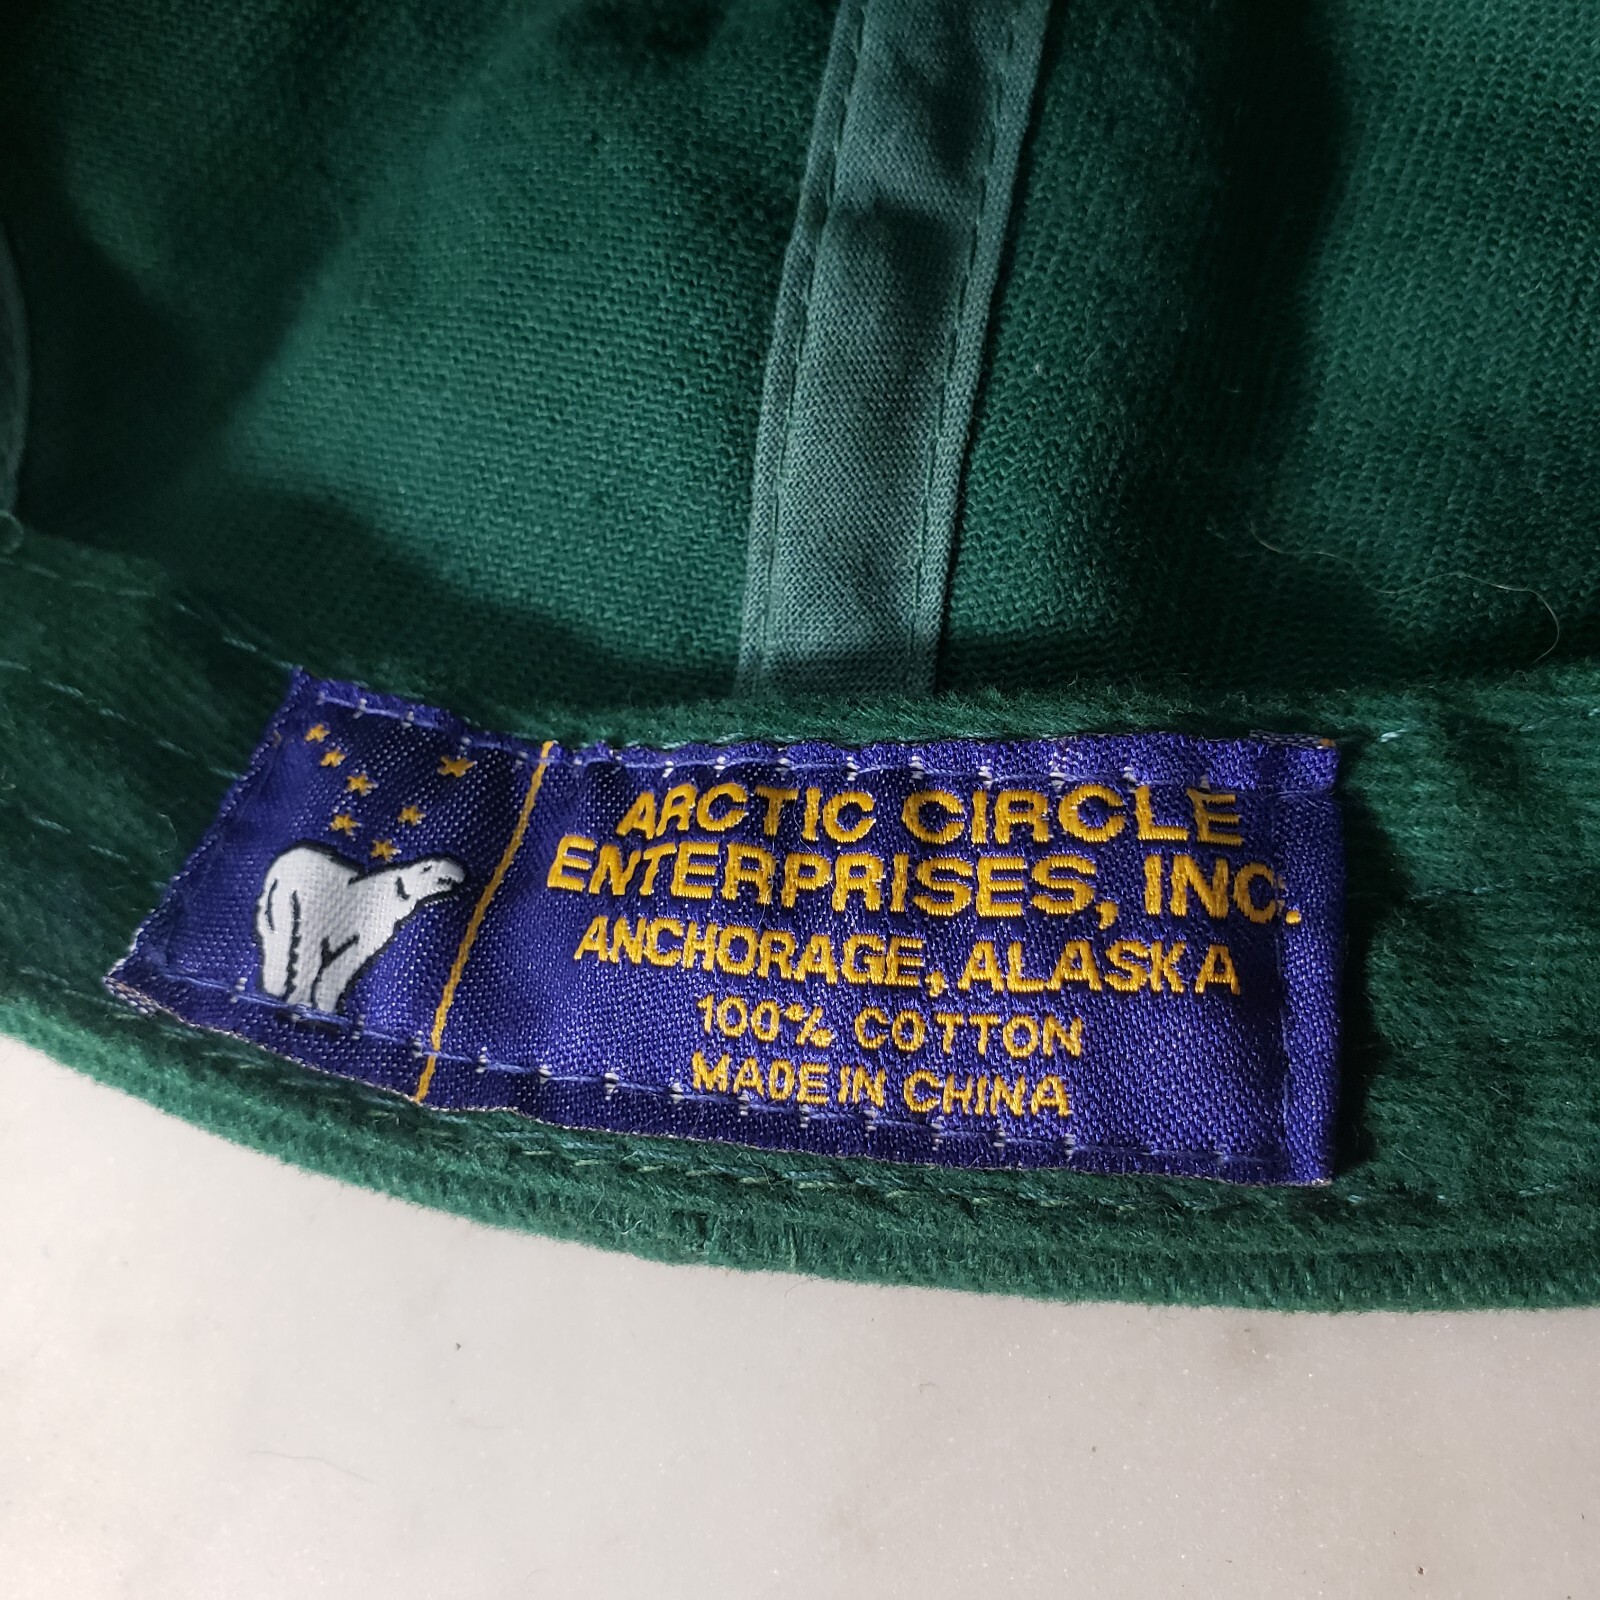 ARCTIC CIRCLE
ENTERPRISES, INC.
ANCHORAGE, ALASKA
100% COTTON
MADE IN CHINA